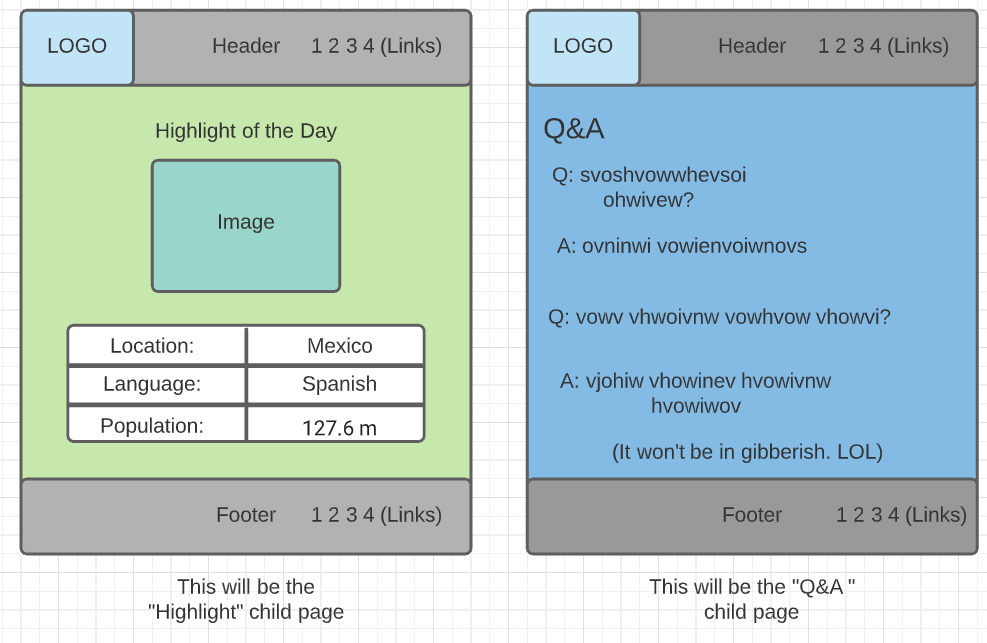 LOGO
Header 1 2 3 4 (Links)
Highlight of the Day
Image
Location: Mexico
Language: Spanish
Population: 127.6 m
Footer 1 2 3 4 (Links)
This will be the
"Highlight" child page
LOGO
Header 1 2 3 4 (Links)
Q&A
Q: svoshvowwhevsoi
ohwivew?
A: ovninwi vowienvoiwnovs
Q: vowv vhwoivnw vowhvow vhowvi?
A: vjohiw vhowinev hvowivnw
hvowiwov
(It won't be in gibberish. LOL)
Footer 1 2 3 4 (Links)
This will be the "Q&A "
child page